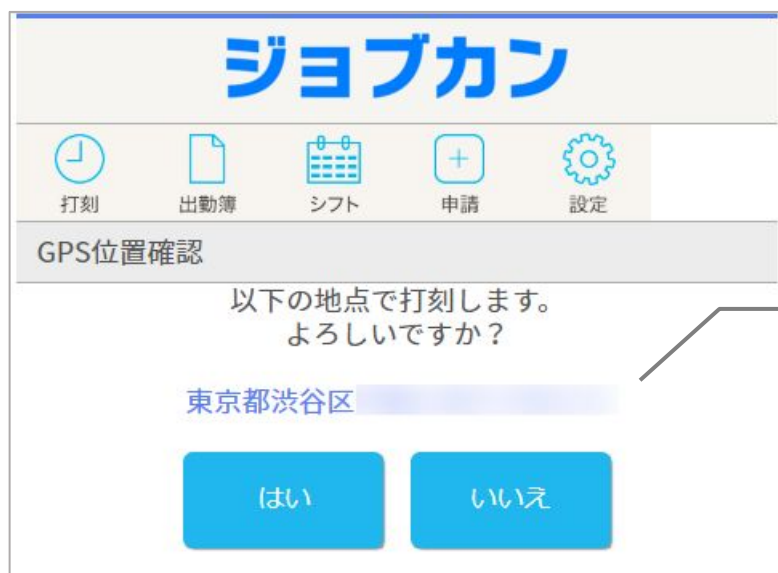 ジョブカン
打刻 出勤簿 シフト 申請 設定
GPS位置確認
以下の地点で打刻します。
よろしいですか？
東京都渋谷区
はい いいえ